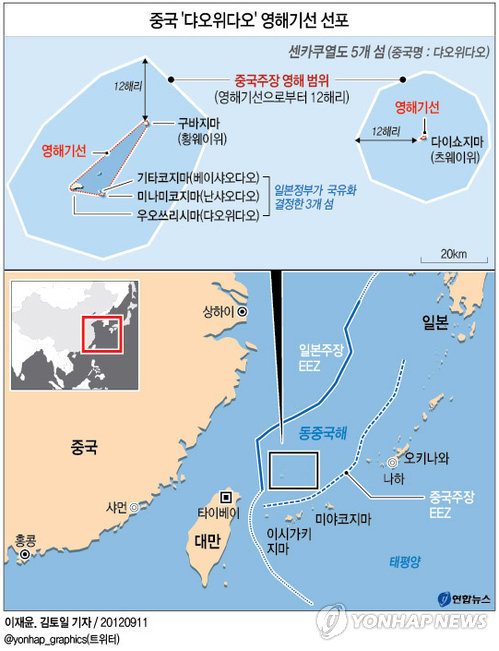 중국 '댜오위다오' 영해기선 선포
센카쿠열도 5개 섬 (중국명 : 댜오위다오)
12해리
중국주장 영해 범위
(영해기선으로부터 12해리)
구바지마
(황웨이위)
영해기선
영해기선
12해리
다이쇼지마
(츠웨이위)
기타코지마(베이샤오다오)
미나미코지마(난샤오다오)
우오쓰리시마(댜오위다오)
일본정부가 국유화
결정한 3개 섬
20km
상하이
일본
일본주장
EEZ
중국
동중국해
오키나와
나하
샤먼
타이베이
중국주장
EEZ
미야코지마
이시가키
지마
대만
홍콩
태평양
연합뉴스
이재윤, 김토일 기자 / 20120911
@yonhap_graphics(트위터)
YONHAP NEWS